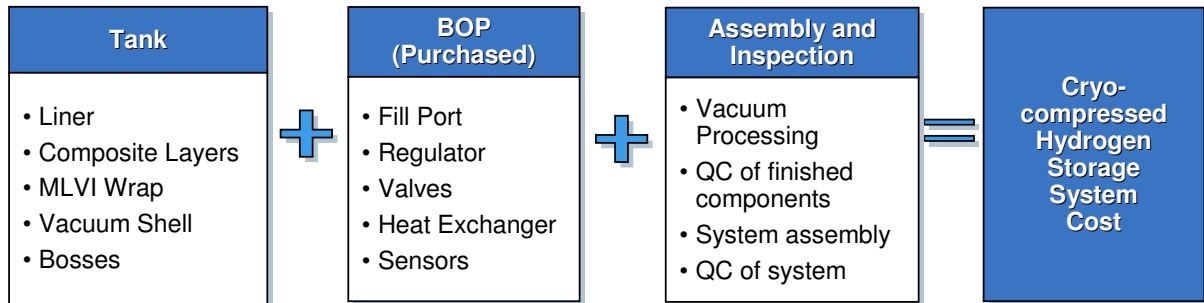 Tank
• Liner
• Composite Layers
• MLVI Wrap
• Vacuum Shell
• Bosses
BOP
(Purchased)
• Fill Port
• Regulator
• Valves
• Heat Exchanger
• Sensors
Assembly and
Inspection
• Vacuum
Processing
• QC of finished
components
• System assembly
• QC of system
Cryo-
compressed
Hydrogen
Storage
System
Cost